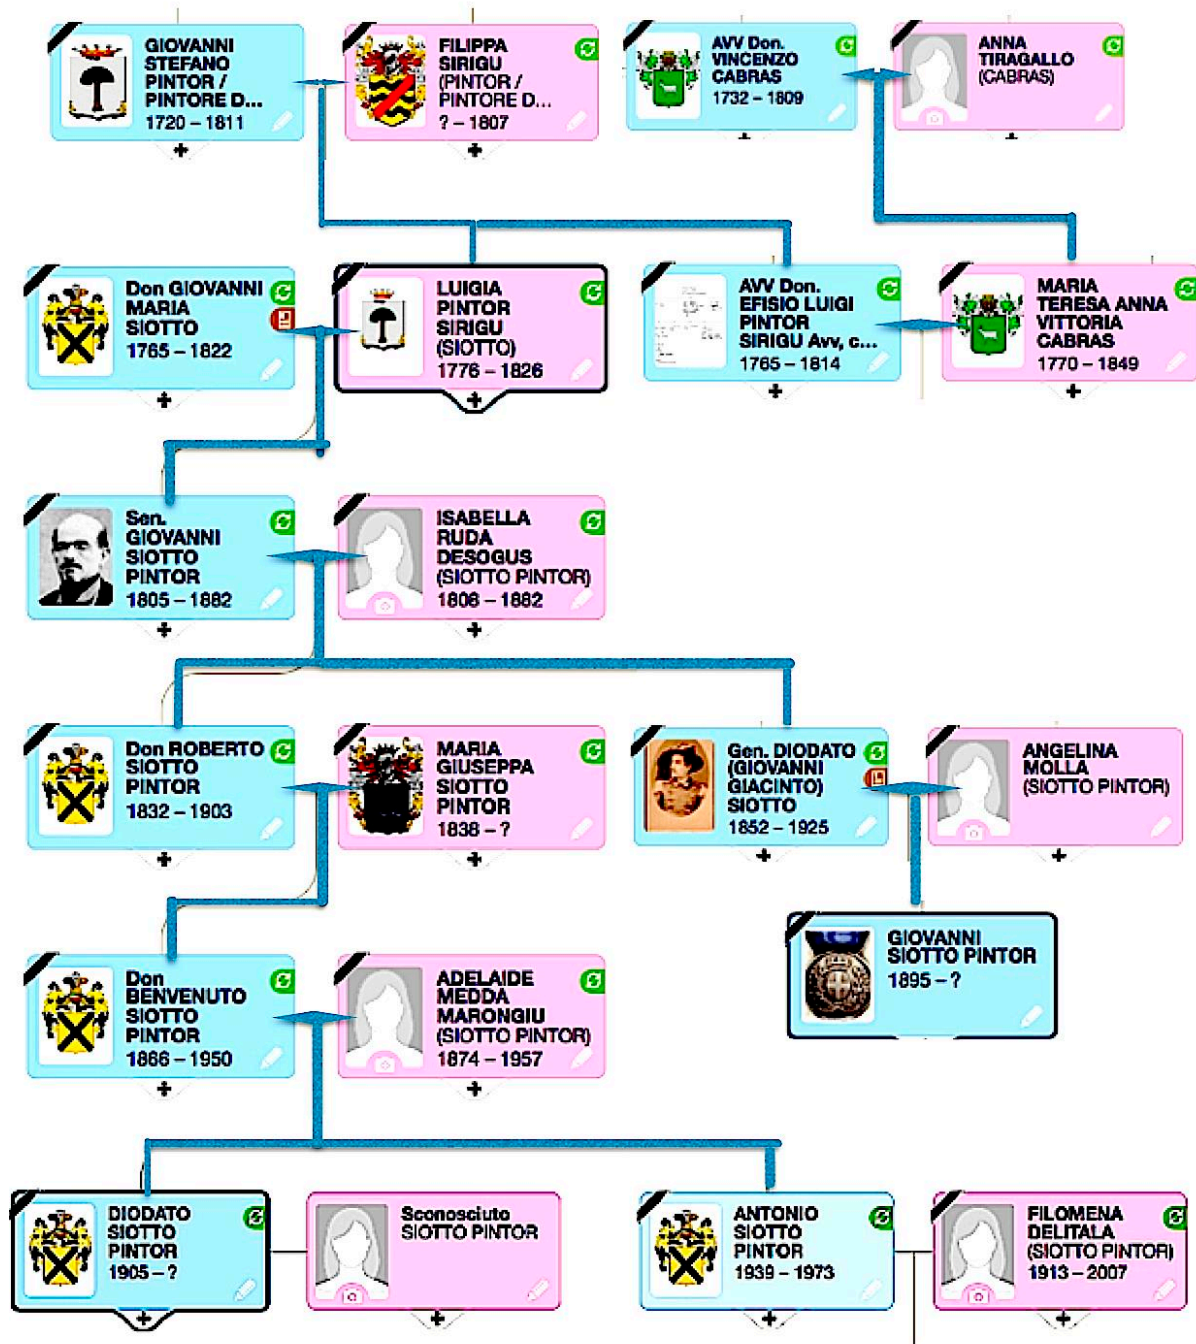 GIOVANNI
STEFANO
PINTOR /
PINTORE D...
1720 – 1811
FILIPPA
SIRIGU
(PINTOR /
PINTORE D...
? – 1807
AVV Don.
VINCENZO
CABRAS
1732 – 1809
ANNA
TIRAGALLO
(CABRAS)
Don GIOVANNI
MARIA
SIOTTO
1765 – 1822
LUIGIA
PINTOR
SIRIGU
(SIOTTO)
1776 – 1826
AVV Don.
EFISIO LUIGI
PINTOR
SIRIGU Avv, c...
1765 – 1814
MARIA
TERESA ANNA
VITTORIA
CABRAS
1770 – 1849
Sen.
GIOVANNI
SIOTTO
PINTOR
1805 – 1882
ISABELLA
RUDA
DESOGUS
(SIOTTO PINTOR)
1808 – 1882
Don ROBERTO
SIOTTO
PINTOR
1832 – 1903
MARIA
GIUSEPPA
SIOTTO
PINTOR
1838 – ?
Gen. DIODATO
(GIOVANNI
GIACINTO)
SIOTTO
1852 – 1925
ANGELINA
MOLLA
(SIOTTO PINTOR)
GIOVANNI
SIOTTO PINTOR
1895 – ?
Don
BENVENUTO
SIOTTO
PINTOR
1866 – 1950
ADELAIDE
MEDDA
MARONGIU
(SIOTTO PINTOR)
1874 – 1957
DIODATO
SIOTTO
PINTOR
1905 – ?
Sconosciuto
SIOTTO PINTOR
ANTONIO
SIOTTO
PINTOR
1939 – 1973
FILOMENA
DELITALA
(SIOTTO PINTOR)
1913 – 2007